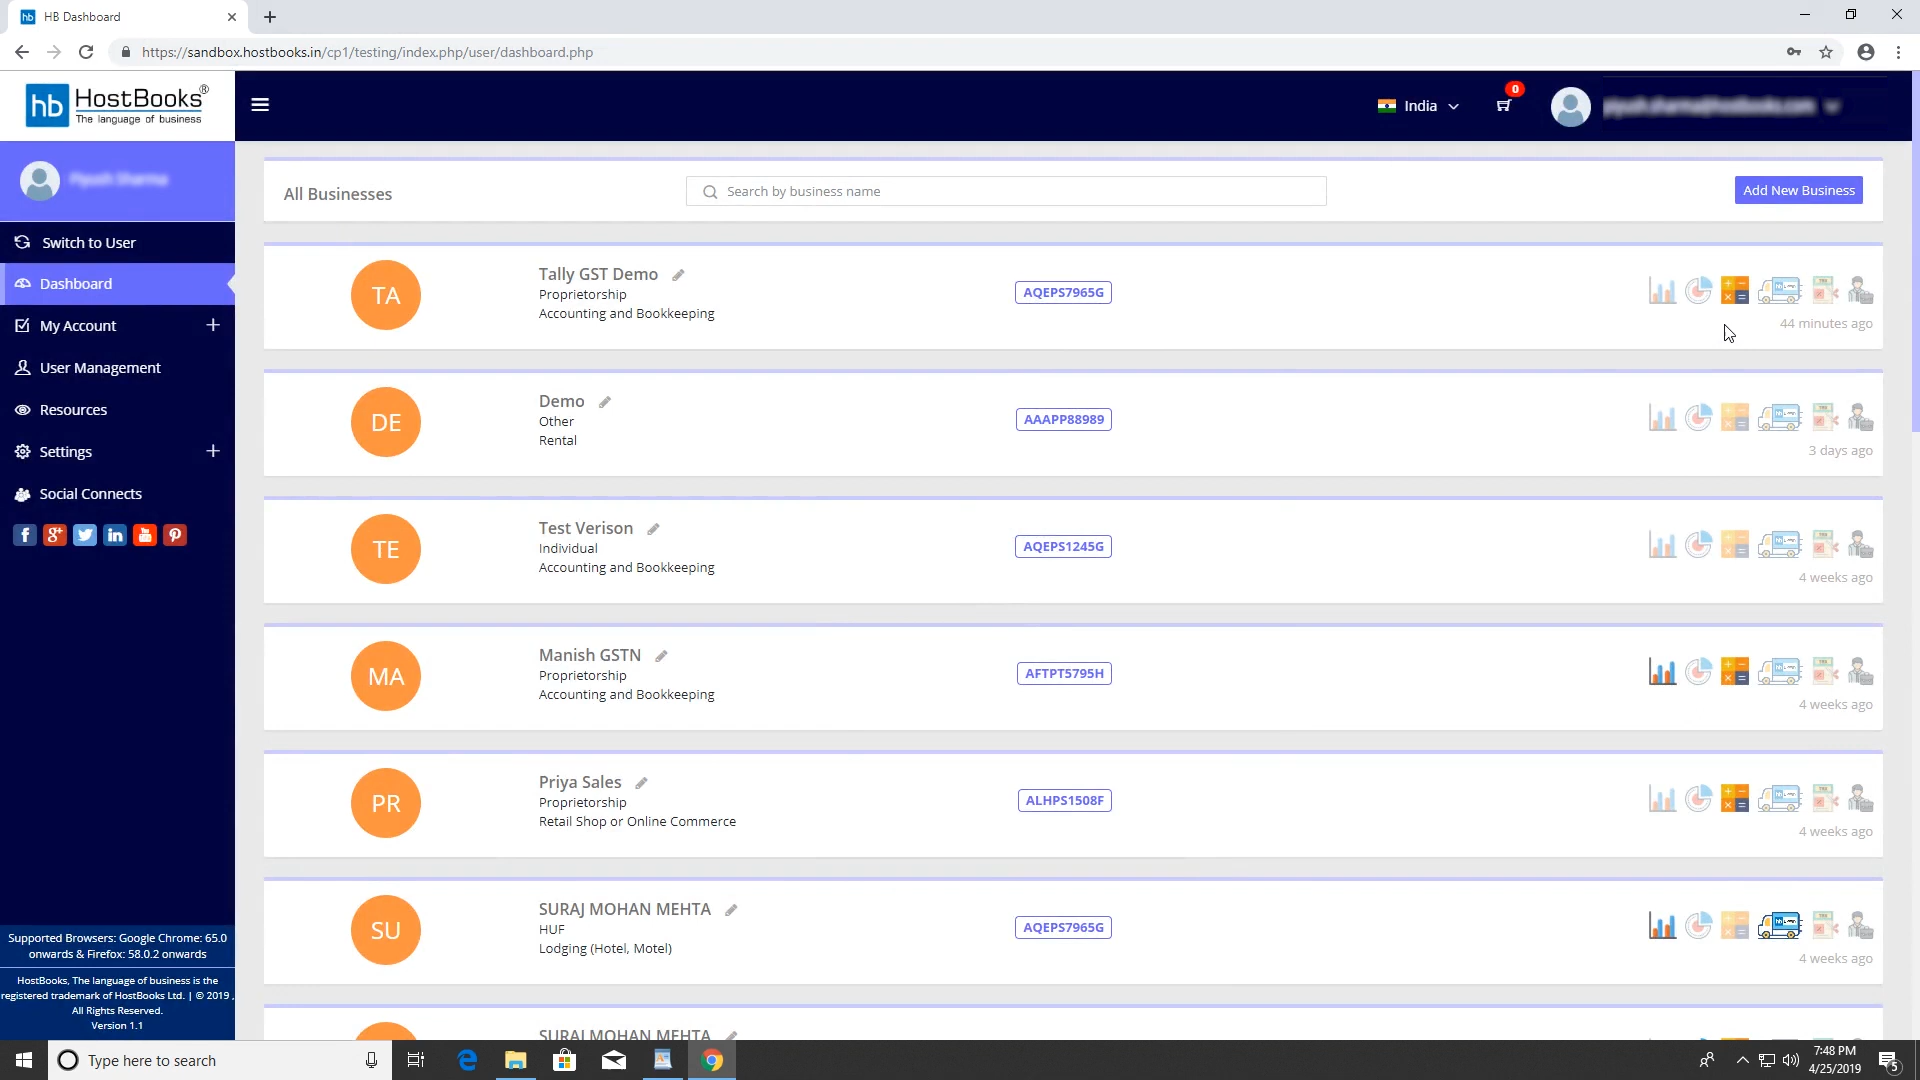 HB Dashboard
https://sandbox.hostbooks.in/cp1/testing/index.php/user/dashboard.php
hb HostBooks®
The language of business
India
0
Switch to User
Dashboard
My Account
User Management
Resources
Settings
Social Connects
Supported Browsers: Google Chrome: 65.0
onwards & Firefox: 58.0.2 onwards
HostBooks, The language of business is the
registered trademark of HostBooks Ltd. | © 2019 ,
All Rights Reserved.
Version 1.1
All Businesses
Search by business name
Add New Business
TA
Tally GST Demo
Proprietorship
Accounting and Bookkeeping
AQEPS7965G
44 minutes ago
DE
Demo
Other
Rental
AAAPP88989
3 days ago
TE
Test Verison
Individual
Accounting and Bookkeeping
AQEPS1245G
4 weeks ago
MA
Manish GSTN
Proprietorship
Accounting and Bookkeeping
AFTPT5795H
4 weeks ago
PR
Priya Sales
Proprietorship
Retail Shop or Online Commerce
ALHPS1508F
4 weeks ago
SU
SURAJ MOHAN MEHTA
HUF
Lodging (Hotel, Motel)
AQEPS7965G
4 weeks ago
SURAJ MOHAN MEHTA
Type here to search
7:48 PM
4/25/2019
5